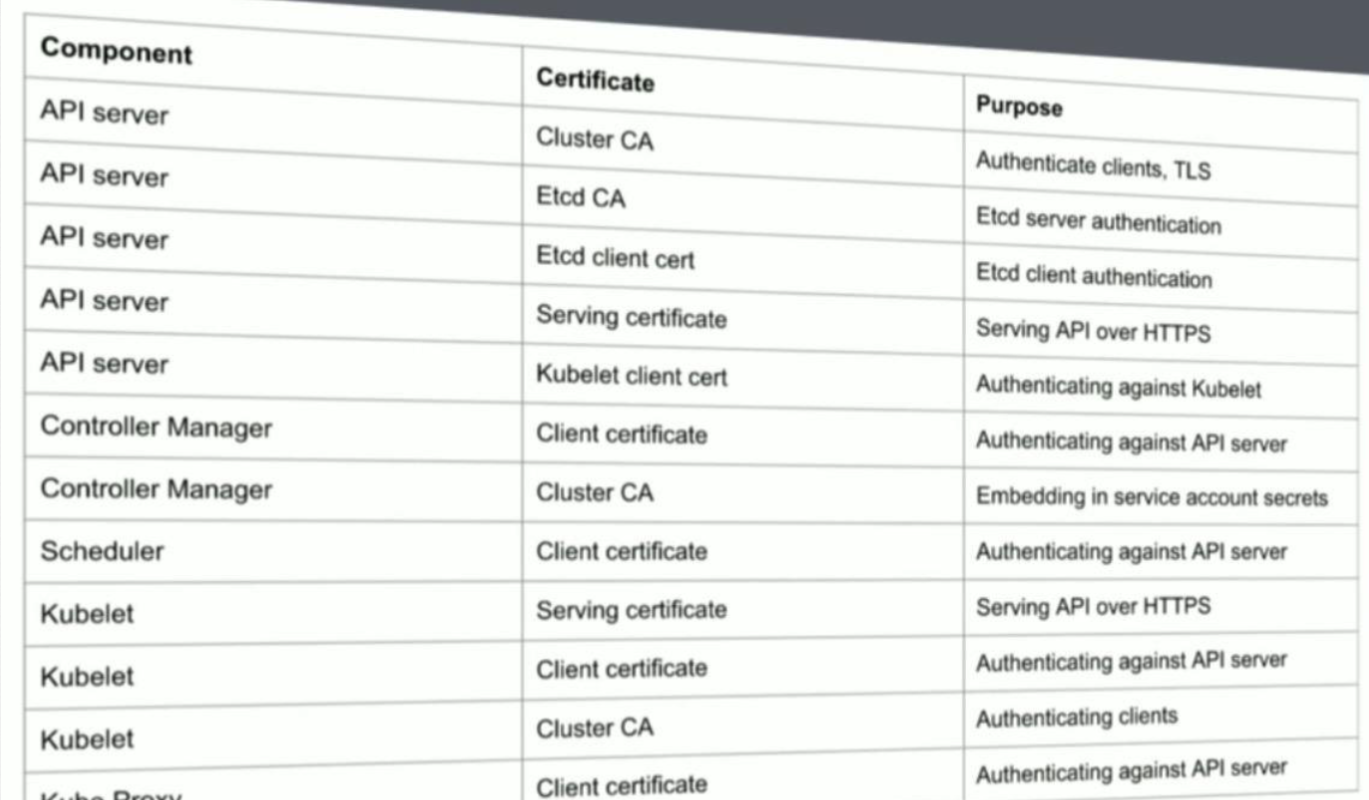 Component Certificate Purpose
API server Cluster CA Authenticate clients, TLS
API server Etcd CA Etcd server authentication
API server Etcd client cert Etcd client authentication
API server Serving certificate Serving API over HTTPS
API server Kubelet client cert Authenticating against Kubelet
Controller Manager Client certificate Authenticating against API server
Controller Manager Cluster CA Embedding in service account secrets
Scheduler Client certificate Authenticating against API server
Kubelet Serving certificate Serving API over HTTPS
Kubelet Client certificate Authenticating against API server
Kubelet Cluster CA Authenticating clients
Kube Proxy Client certificate Authenticating against API server